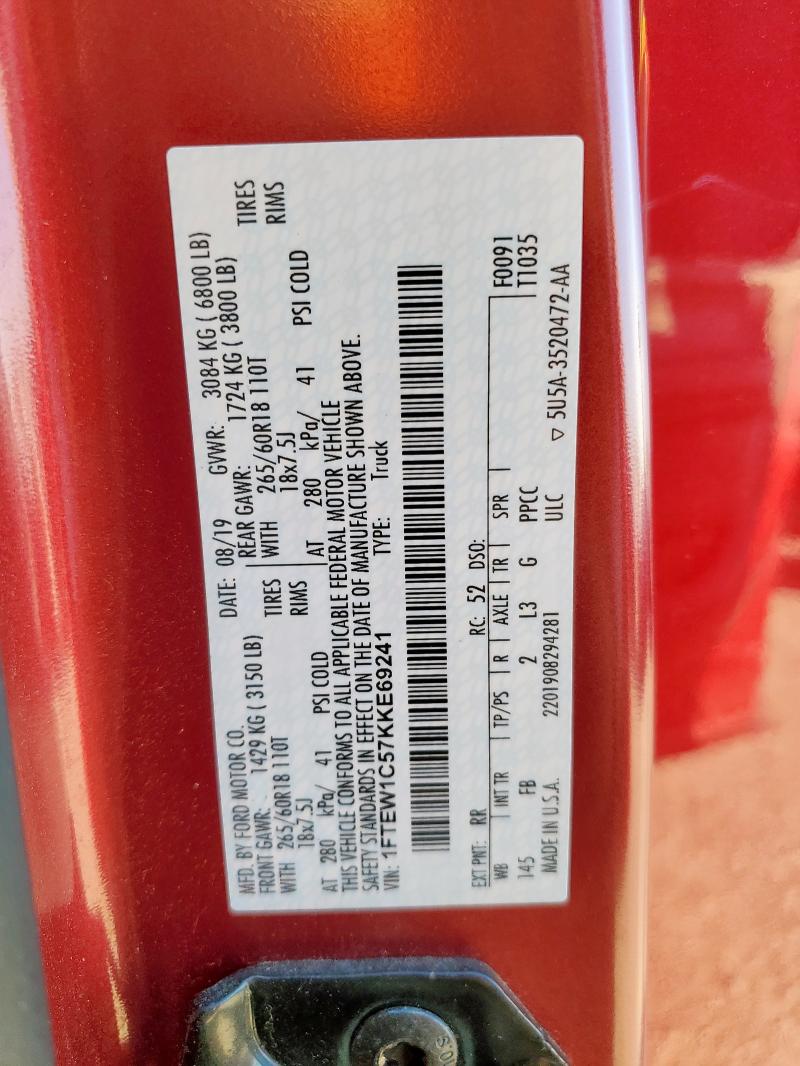 MFD. BY FORD MOTOR CO.
DATE: 08/19 GVWR: 3084 KG ( 6800 LB)
FRONT GAWR: 1429 KG ( 3150 LB)
REAR GAWR: 1724 KG ( 3800 LB)
WITH 265/60R18 110T TIRES
18x7.5J RIMS
WITH 265/60R18 110T TIRES
18x7.5J RIMS
AT 280 kPa/ 41 PSI COLD
AT 280 kPa/ 41 PSI COLD
THIS VEHICLE CONFORMS TO ALL APPLICABLE FEDERAL MOTOR VEHICLE
SAFETY STANDARDS IN EFFECT ON THE DATE OF MANUFACTURE SHOWN ABOVE.
VIN: 1FTEW1C57KKE69241 TYPE: Truck
EXT PNT: RR RC: 52 DSO:
WB INT TR TP/PS R AXLE TR SPR F0091
145 FB 2 L3 G PPCC T1035
ULC
MADE IN U.S.A. 2201908294281 ▽ 5U5A-3520472-AA
10.9